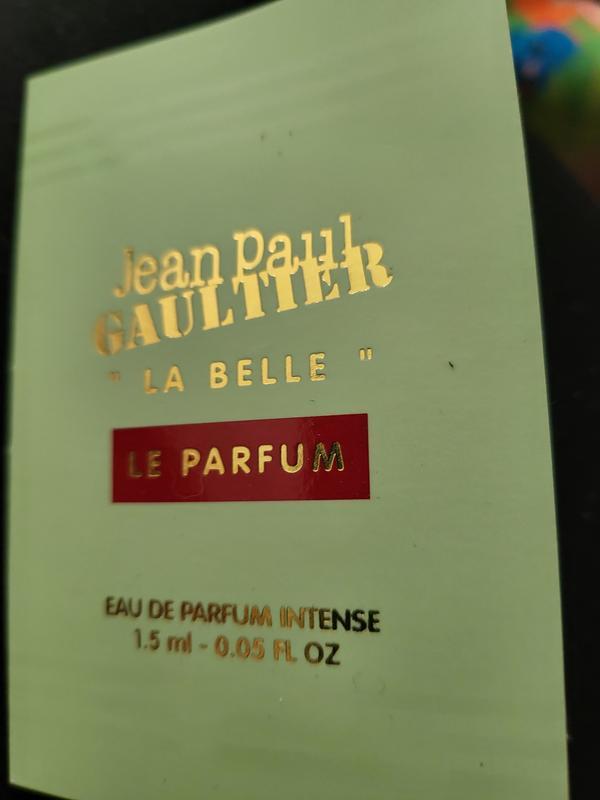 Jean Paul
GAULTIER
" LA BELLE "
LE PARFUM
EAU DE PARFUM INTENSE
1.5 ml - 0.05 FL OZ